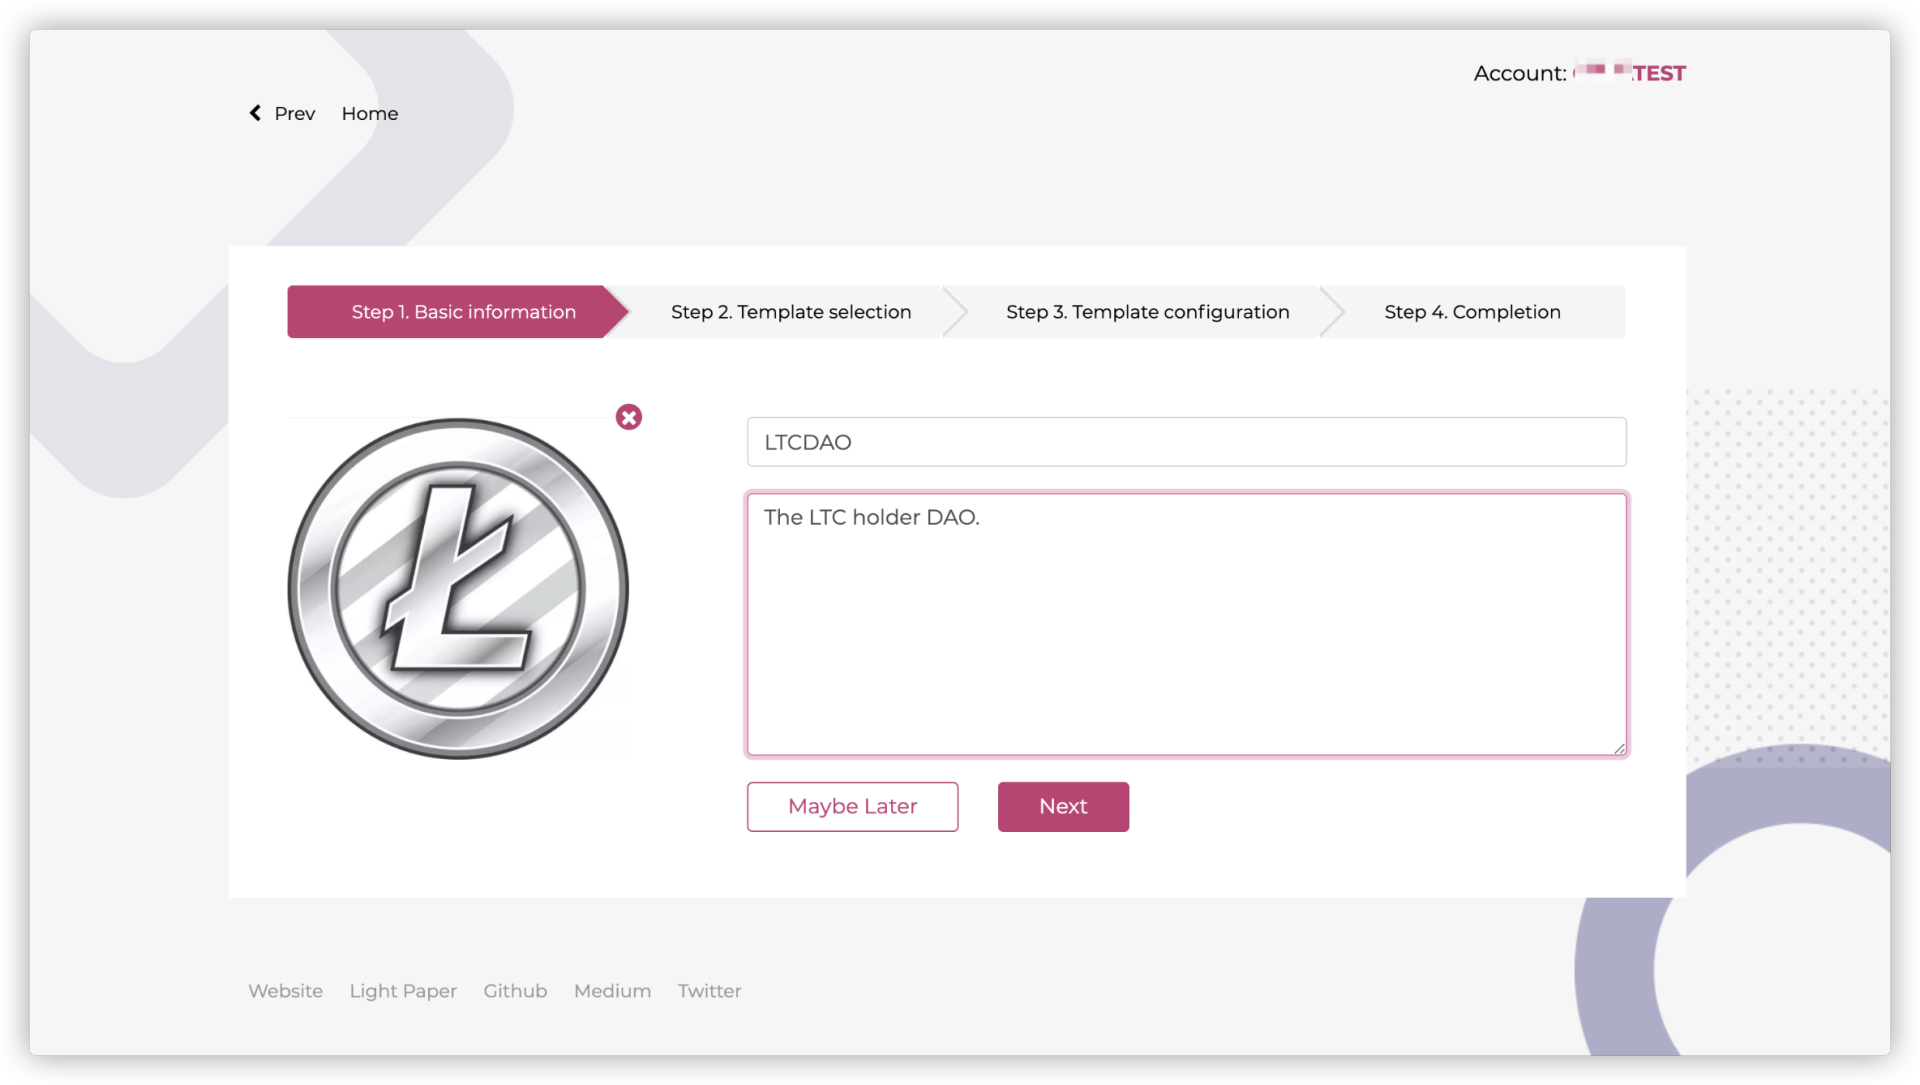 Account: TEST
Prev Home
Step 1. Basic information Step 2. Template selection Step 3. Template configuration Step 4. Completion
LTCDAO
The LTC holder DAO.
Maybe Later Next
Website Light Paper Github Medium Twitter